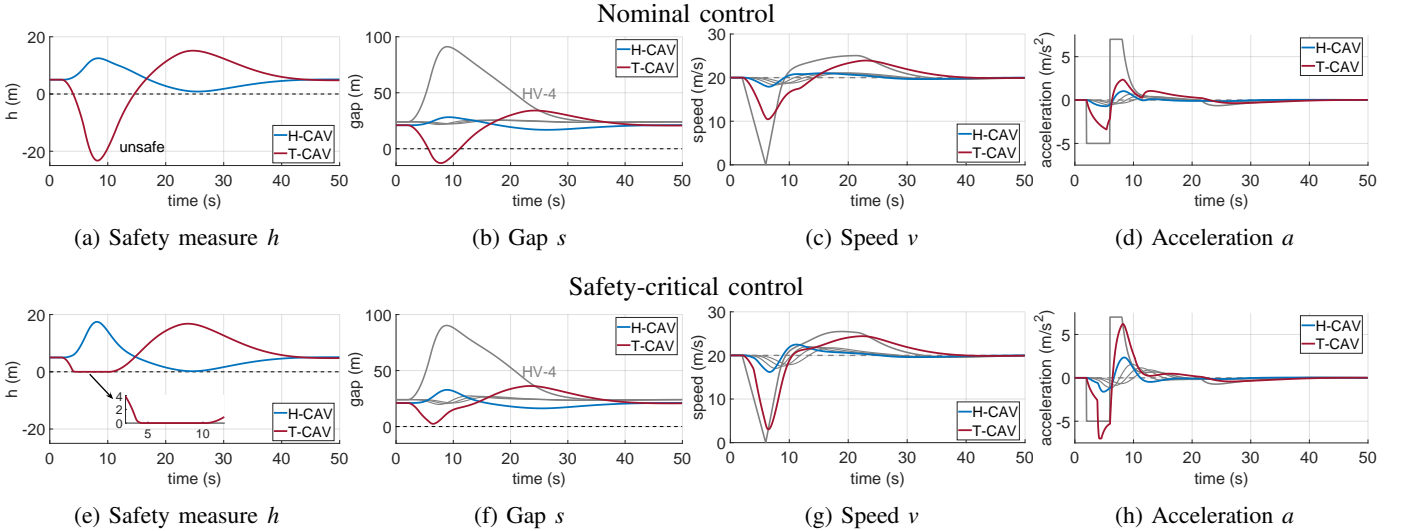 Nominal control
20
0
-20
h (m)
0 10 20 30 40 50
time (s)
unsafe
H-CAV
T-CAV
(a) Safety measure h
100
50
0
gap (m)
0 10 20 30 40 50
time (s)
HV-4
H-CAV
T-CAV
(b) Gap s
30
20
10
0
speed (m/s)
0 10 20 30 40 50
time (s)
H-CAV
T-CAV
(c) Speed v
5
0
-5
acceleration (m/s²)
0 10 20 30 40 50
time (s)
H-CAV
T-CAV
(d) Acceleration a
Safety-critical control
20
0
-20
h (m)
0 10 20 30 40 50
time (s)
4
2
0
5 10
H-CAV
T-CAV
(e) Safety measure h
100
50
0
gap (m)
0 10 20 30 40 50
time (s)
HV-4
H-CAV
T-CAV
(f) Gap s
30
20
10
0
speed (m/s)
0 10 20 30 40 50
time (s)
H-CAV
T-CAV
(g) Speed v
5
0
-5
acceleration (m/s²)
0 10 20 30 40 50
time (s)
H-CAV
T-CAV
(h) Acceleration a